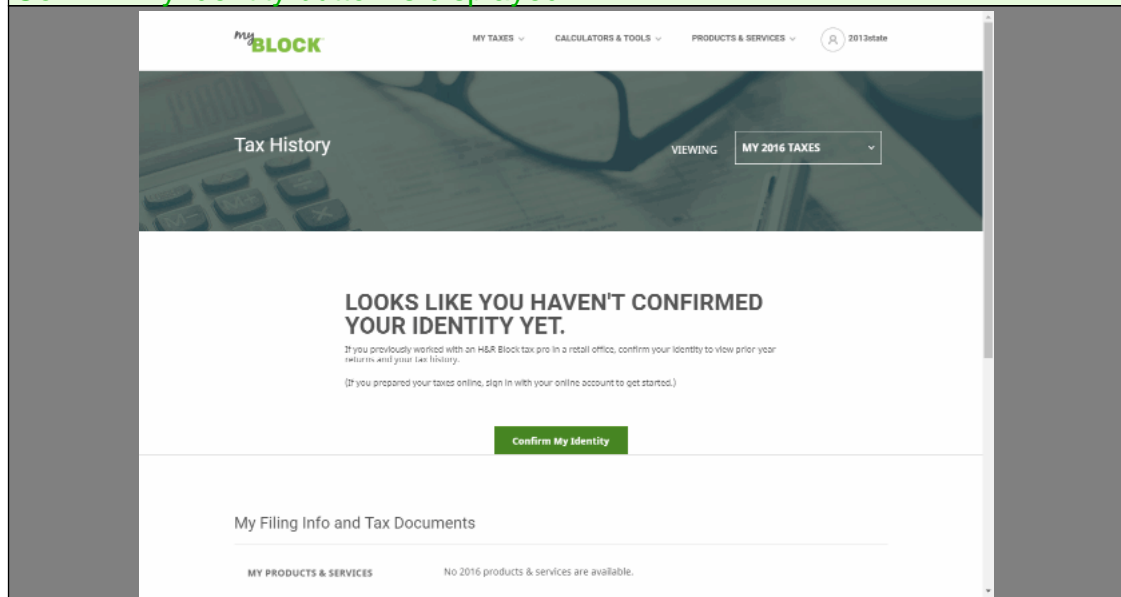 my BLOCK
MY TAXES
CALCULATORS & TOOLS
PRODUCTS & SERVICES
2013state
Tax History
VIEWING
MY 2016 TAXES
LOOKS LIKE YOU HAVEN'T CONFIRMED
YOUR IDENTITY YET.
If you previously worked with an H&R Block tax pro in a retail office, confirm your identity to view prior year
returns and your tax history.
(If you prepared your taxes online, sign in with your online account to get started.)
Confirm My Identity
My Filing Info and Tax Documents
MY PRODUCTS & SERVICES
No 2016 products & services are available.